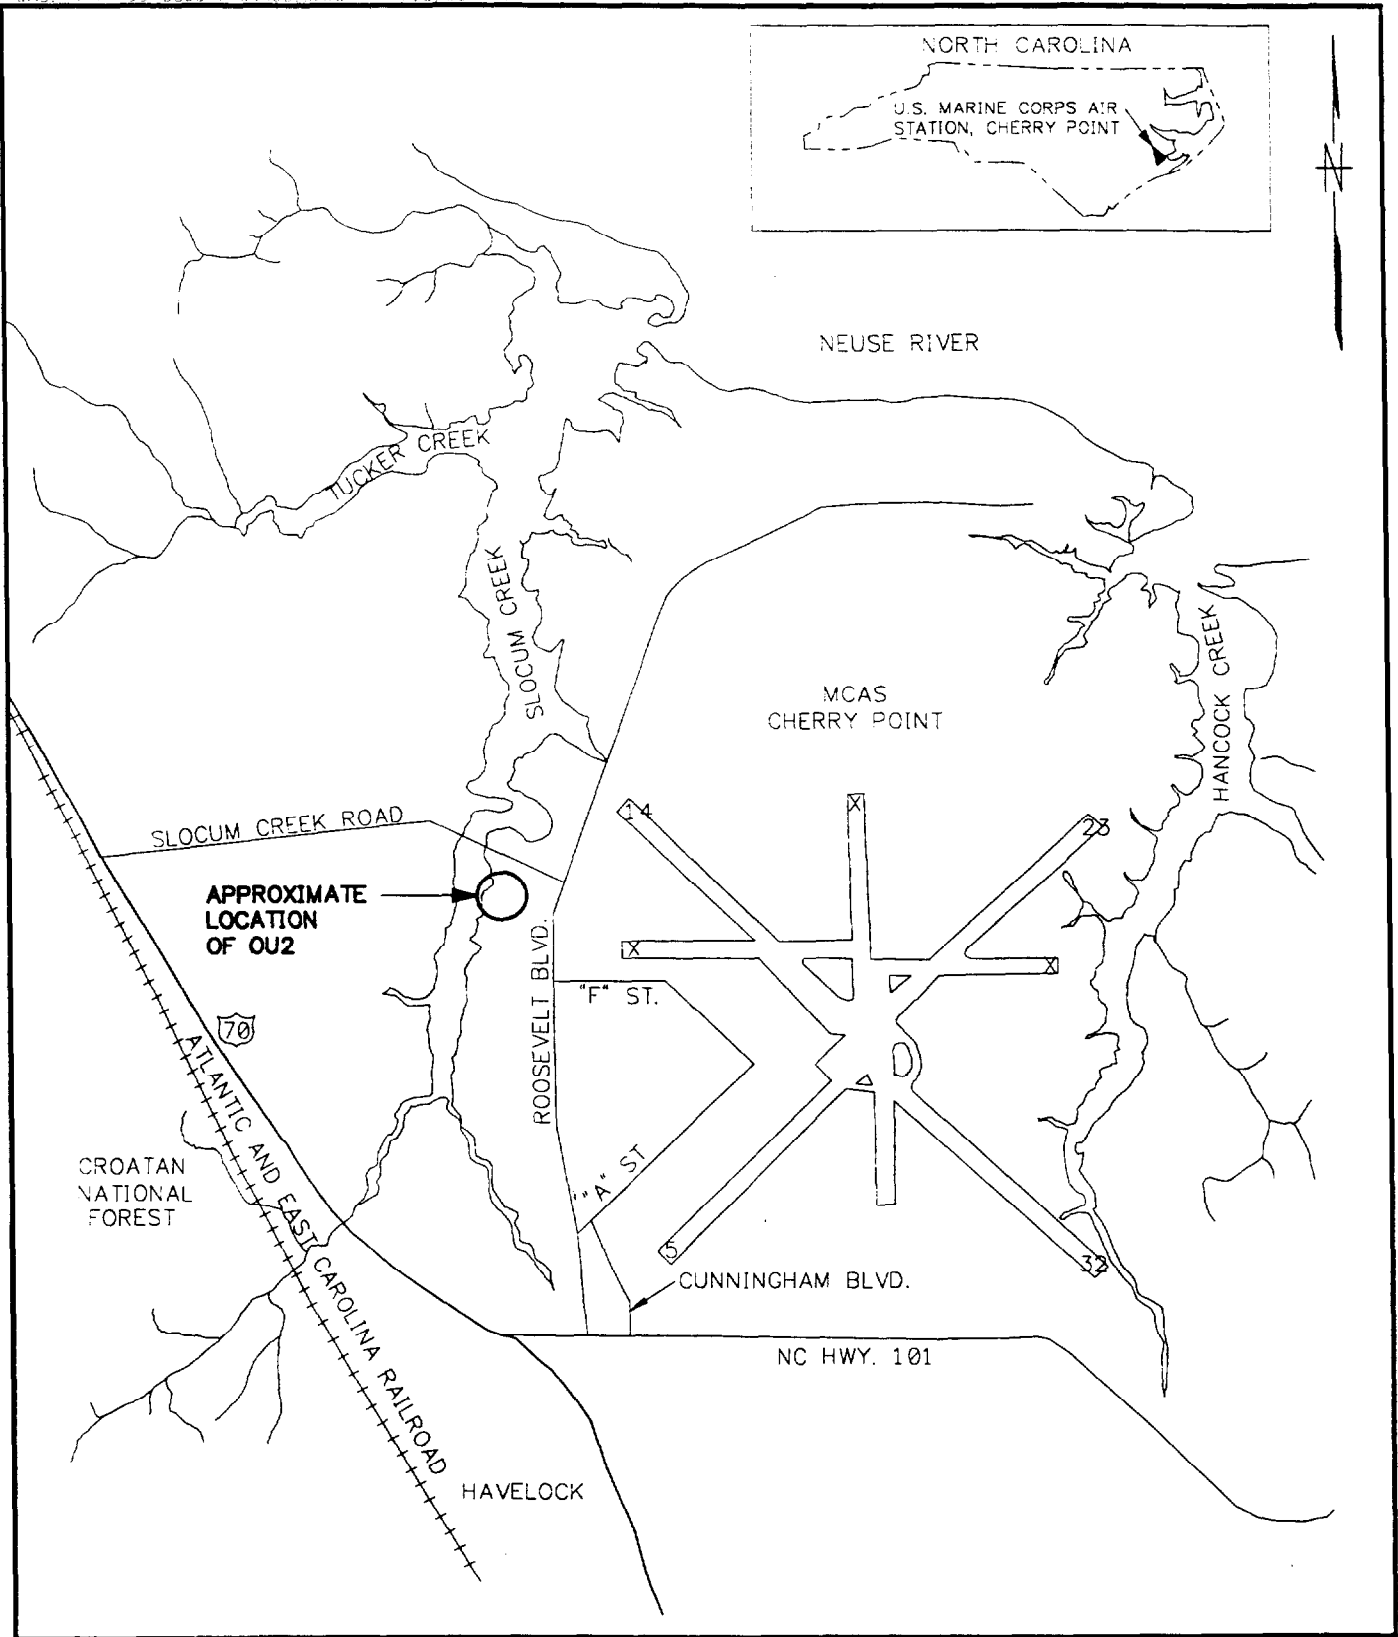 NORTH CAROLINA
U.S. MARINE CORPS AIR
STATION, CHERRY POINT
N
NEUSE RIVER
TUCKER CREEK
SLOCUM CREEK
HANCOCK CREEK
MCAS
CHERRY POINT
14
X
23
SLOCUM CREEK ROAD
APPROXIMATE
LOCATION
OF OU2
X
X
ROOSEVELT BLVD.
"F" ST.
70
ATLANTIC AND EAST CAROLINA RAILROAD
CROATAN
NATIONAL
FOREST
"A" ST
5
32
CUNNINGHAM BLVD.
NC HWY. 101
HAVELOCK